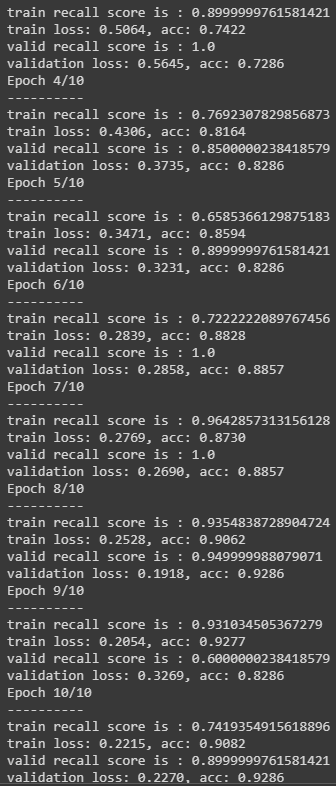 train recall score is : 0.8999999761581421
train loss: 0.5064, acc: 0.7422
valid recall score is : 1.0
validation loss: 0.5645, acc: 0.7286
Epoch 4/10
----------
train recall score is : 0.7692307829856873
train loss: 0.4306, acc: 0.8164
valid recall score is : 0.8500000238418579
validation loss: 0.3735, acc: 0.8286
Epoch 5/10
----------
train recall score is : 0.6585366129875183
train loss: 0.3471, acc: 0.8594
valid recall score is : 0.8999999761581421
validation loss: 0.3231, acc: 0.8286
Epoch 6/10
----------
train recall score is : 0.7222222089767456
train loss: 0.2839, acc: 0.8828
valid recall score is : 1.0
validation loss: 0.2858, acc: 0.8857
Epoch 7/10
----------
train recall score is : 0.9642857313156128
train loss: 0.2769, acc: 0.8730
valid recall score is : 1.0
validation loss: 0.2690, acc: 0.8857
Epoch 8/10
----------
train recall score is : 0.9354838728904724
train loss: 0.2528, acc: 0.9062
valid recall score is : 0.949999988079071
validation loss: 0.1918, acc: 0.9286
Epoch 9/10
----------
train recall score is : 0.931034505367279
train loss: 0.2054, acc: 0.9277
valid recall score is : 0.6000000238418579
validation loss: 0.3269, acc: 0.8286
Epoch 10/10
----------
train recall score is : 0.7419354915618896
train loss: 0.2215, acc: 0.9082
valid recall score is : 0.8999999761581421
validation loss: 0.2270, acc: 0.9286